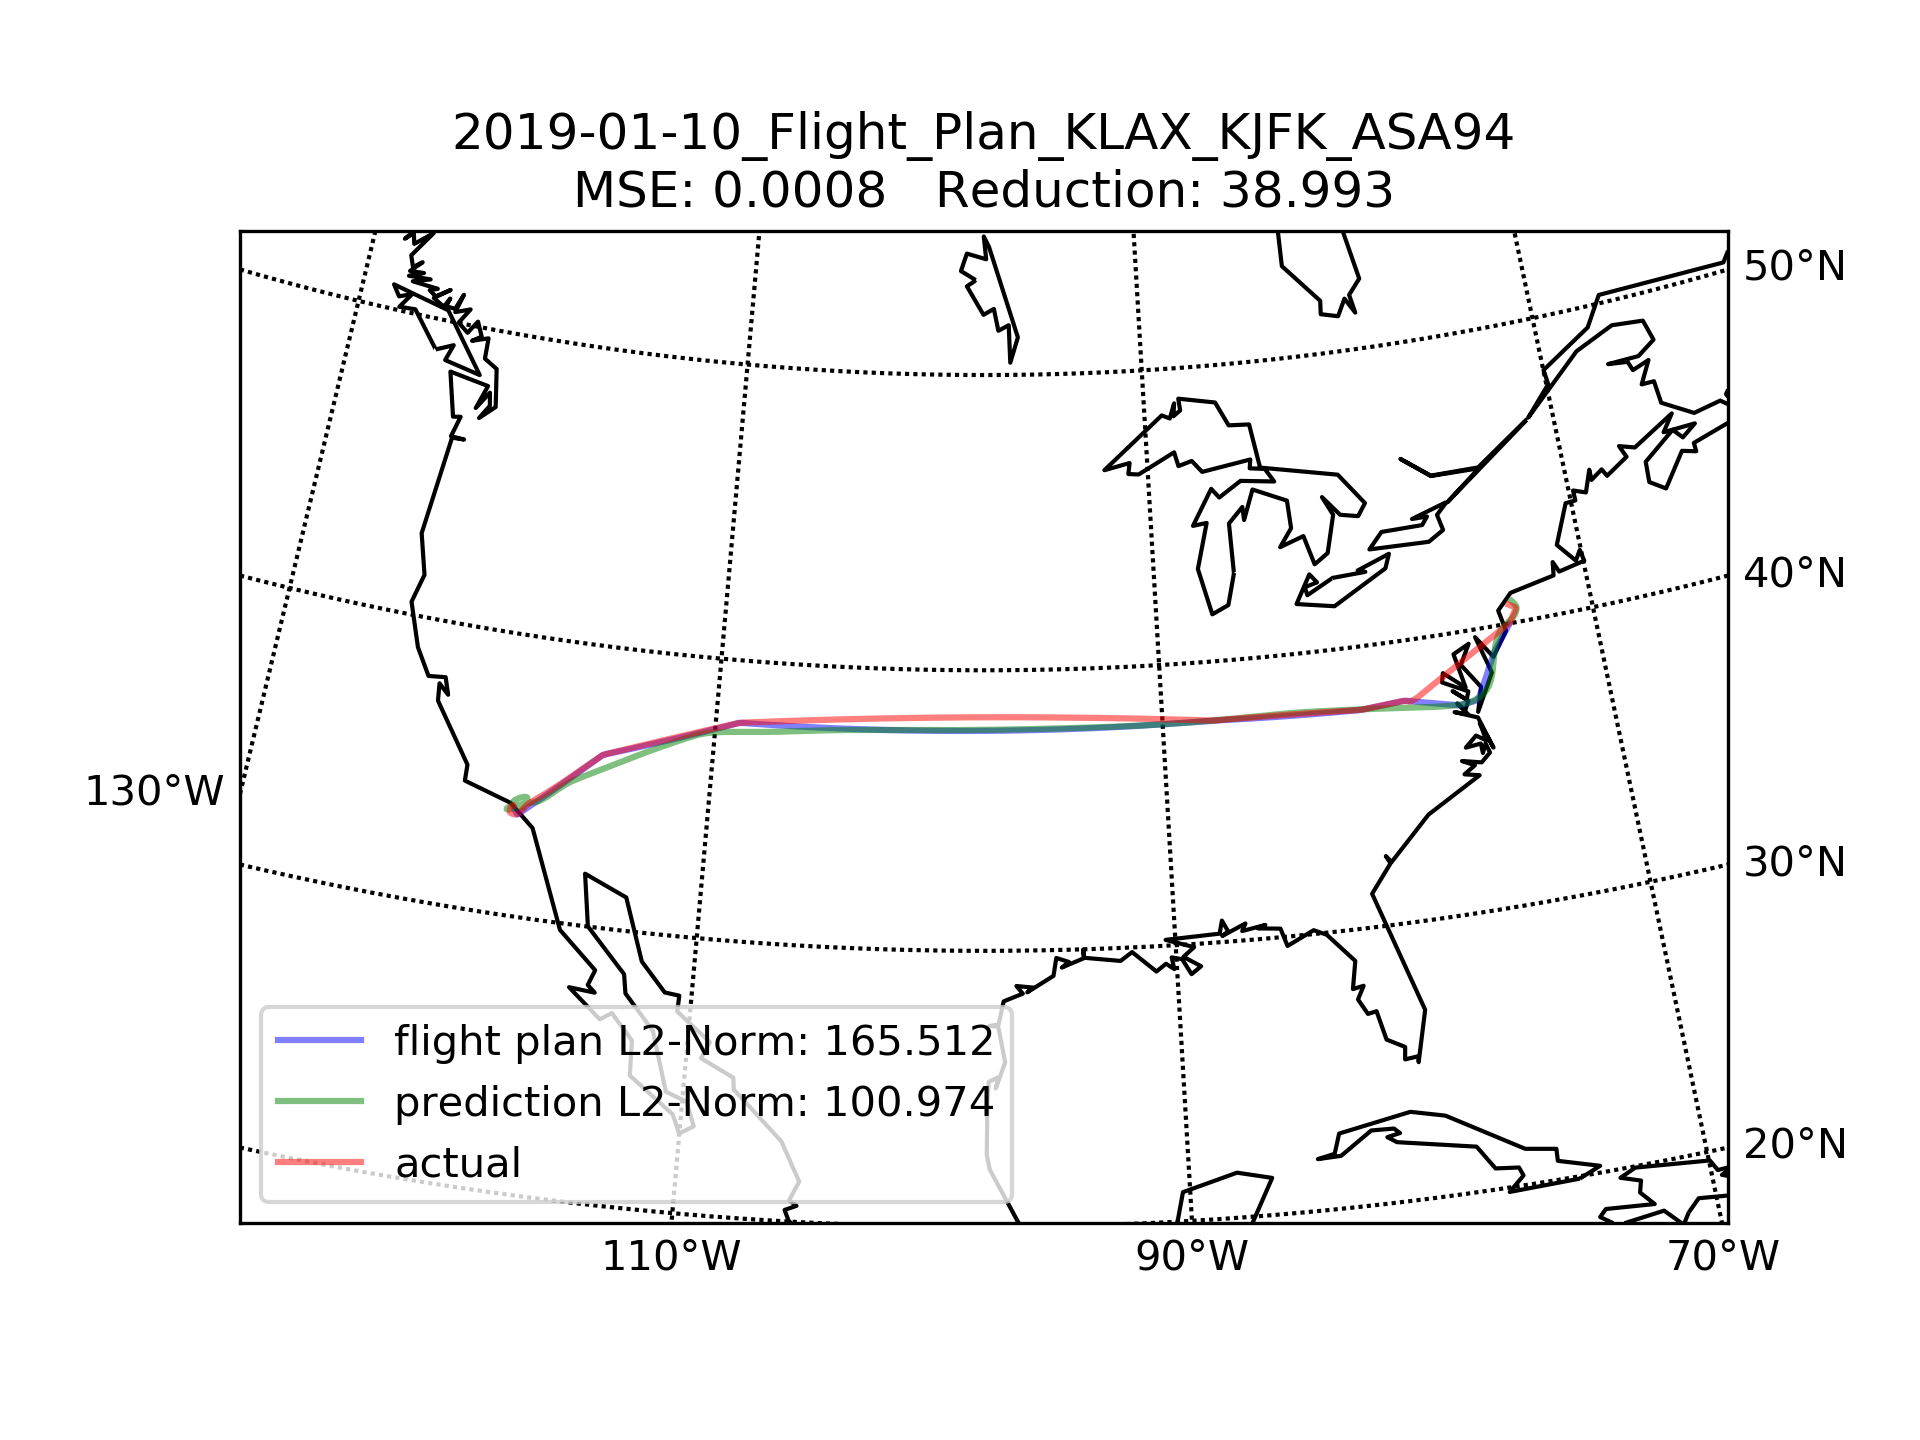 2019-01-10_Flight_Plan_KLAX_KJFK_ASA94
MSE: 0.0008   Reduction: 38.993
50°N
40°N
130°W
30°N
flight plan L2-Norm: 165.512
prediction L2-Norm: 100.974
actual
20°N
110°W
90°W
70°W